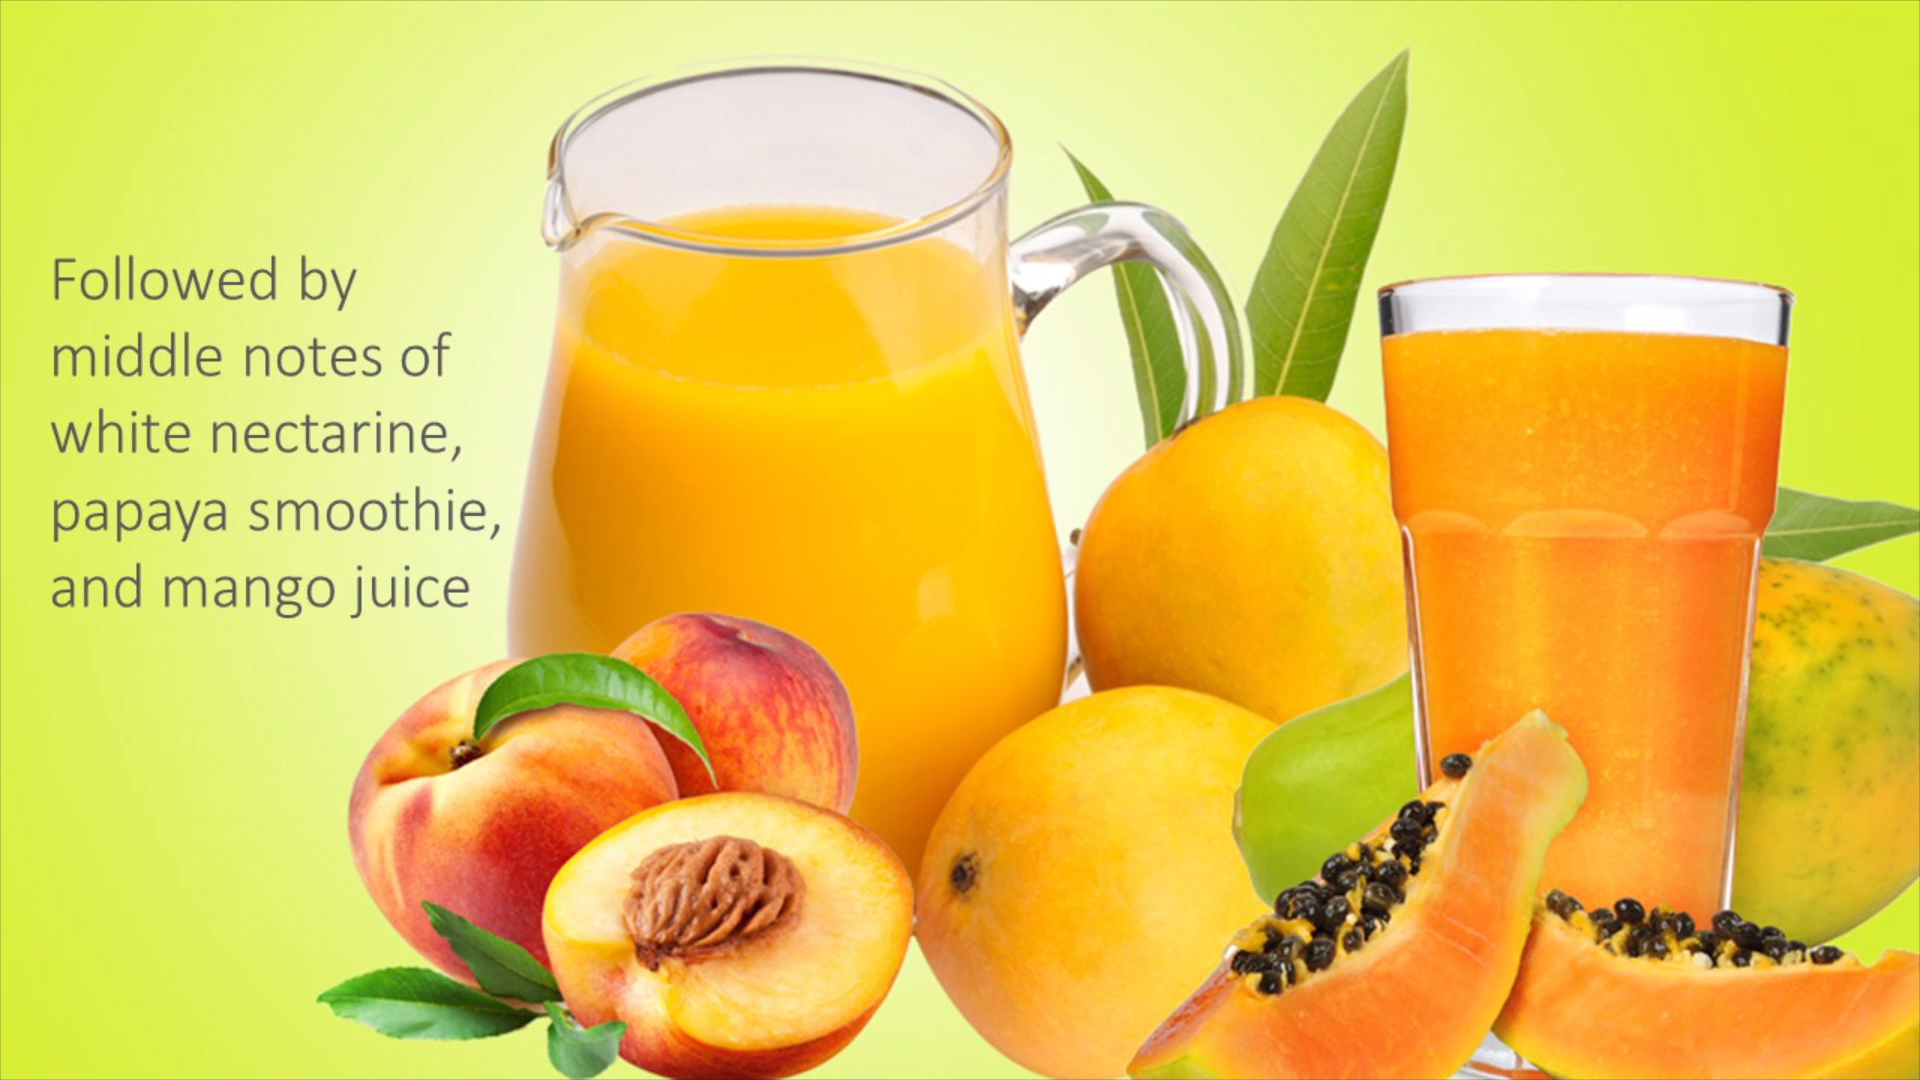 Followed by
middle notes of
white nectarine,
papaya smoothie,
and mango juice